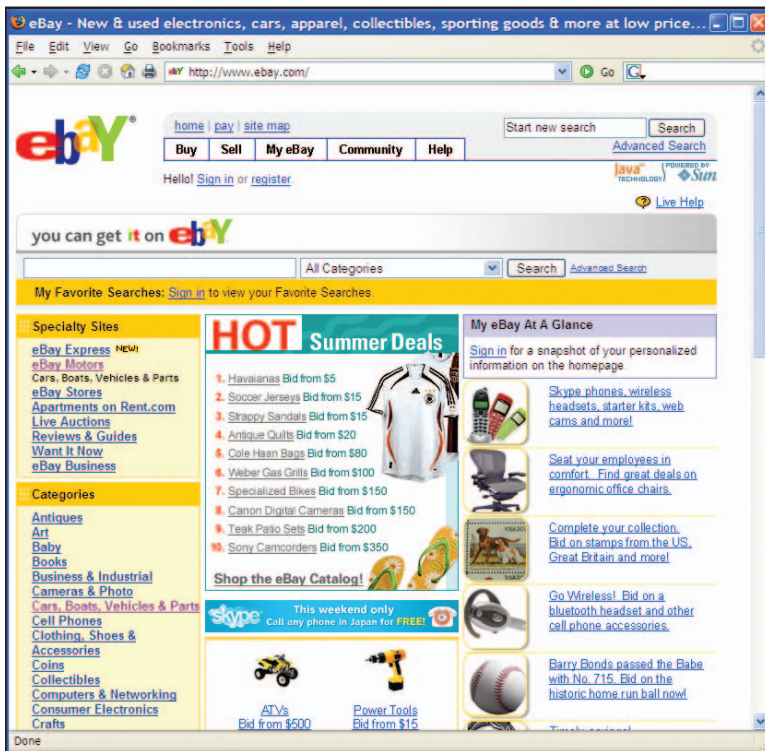 eBay - New & used electronics, cars, apparel, collectibles, sporting goods & more at low price...
File Edit View Go Bookmarks Tools Help
http://www.ebay.com/
Go
ebY®
home | pay | site map
Start new search Search
Buy Sell My eBay Community Help
Advanced Search
Hello! Sign in or register.
Java™ TECHNOLOGY POWERED BY Sun
Live Help
you can get it on ebY
All Categories Search Advanced Search
My Favorite Searches: Sign in to view your Favorite Searches.
Specialty Sites
eBay Express NEW!
eBay Motors
Cars, Boats, Vehicles & Parts
eBay Stores
Apartments on Rent.com
Live Auctions
Reviews & Guides
Want It Now
eBay Business
Categories
Antiques
Art
Baby
Books
Business & Industrial
Cameras & Photo
Cars, Boats, Vehicles & Parts
Cell Phones
Clothing, Shoes &
Accessories
Coins
Collectibles
Computers & Networking
Consumer Electronics
Crafts
HOT Summer Deals
1. Havaianas Bid from $5
2. Soccer Jerseys Bid from $15
3. Strappy Sandals Bid from $15
4. Antique Quilts Bid from $20
5. Cole Haan Bags Bid from $80
6. Weber Gas Grills Bid from $100
7. Specialized Bikes Bid from $150
8. Canon Digital Cameras Bid from $150
9. Teak Patio Sets Bid from $200
10. Sony Camcorders Bid from $350
Shop the eBay Catalog!
skype™
This weekend only
Call any phone in Japan for FREE!
ATVs
Bid from $500
Power Tools
Bid from $15
My eBay At A Glance
Sign in for a snapshot of your personalized
information on the homepage.
Skype phones, wireless
headsets, starter kits, web
cams and more!
Seat your employees in
comfort. Find great deals on
ergonomic office chairs.
Complete your collection.
Bid on stamps from the US,
Great Britain and more!
Go Wireless! Bid on a
bluetooth headset and other
cell phone accessories.
Barry Bonds passed the Babe
with No. 715. Bid on the
historic home run ball now!
Done